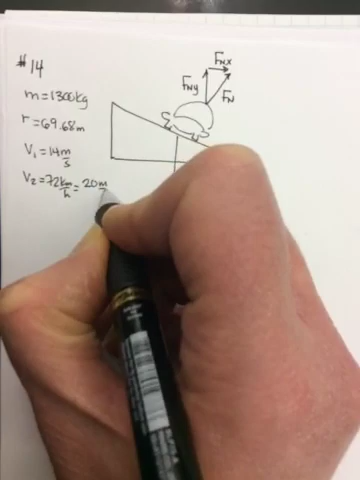 #14
m=1300kg
r=69.68m
V₁=14m/s
V₂=72km/h=20m
FNX
FNy
FN